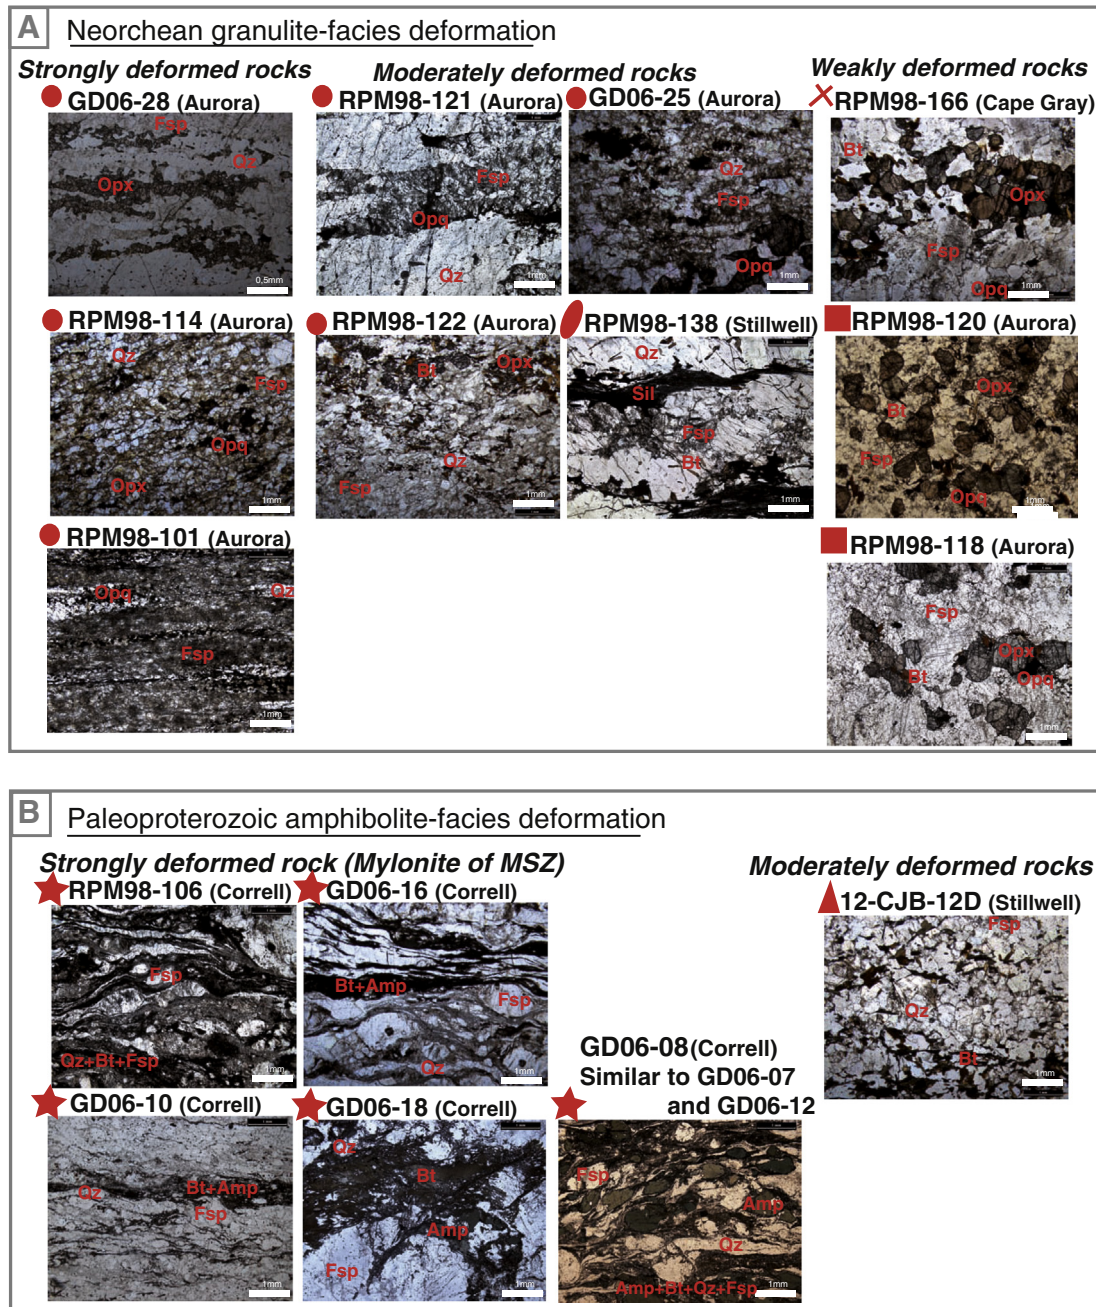 A Neorchean granulite-facies deformation
Strongly deformed rocks
Moderately deformed rocks
Weakly deformed rocks
GD06-28 (Aurora)
Fsp
Qz
Opx
0,5mm
RPM98-121 (Aurora)
Fsp
Opq
Qz
1mm
GD06-25 (Aurora)
Qz
Fsp
Opq
1mm
RPM98-166 (Cape Gray)
Bt
Opx
Fsp
Opq
1mm
RPM98-114 (Aurora)
Qz
Fsp
Opq
Opx
1mm
RPM98-122 (Aurora)
Bt
Opx
Qz
Fsp
1mm
RPM98-138 (Stillwell)
Qz
Sil
Fsp
Bt
1mm
RPM98-120 (Aurora)
Opx
Bt
Fsp
Opq
1mm
RPM98-101 (Aurora)
Opq
Qz
Fsp
1mm
RPM98-118 (Aurora)
Fsp
Opx
Bt
Opq
1mm
B Paleoproterozoic amphibolite-facies deformation
Strongly deformed rock (Mylonite of MSZ)
Moderately deformed rocks
RPM98-106 (Correll)
Fsp
Qz+Bt+Fsp
1mm
GD06-16 (Correll)
Bt+Amp
Fsp
Qz
1mm
12-CJB-12D (Stillwell)
Fsp
Qz
Bt
1mm
GD06-10 (Correll)
Qz
Bt+Amp
Fsp
1mm
GD06-18 (Correll)
Qz
Bt
Amp
Fsp
1mm
GD06-08(Correll)
Similar to GD06-07
and GD06-12
Fsp
Amp
Qz
Amp+Bt+Qz+Fsp
1mm